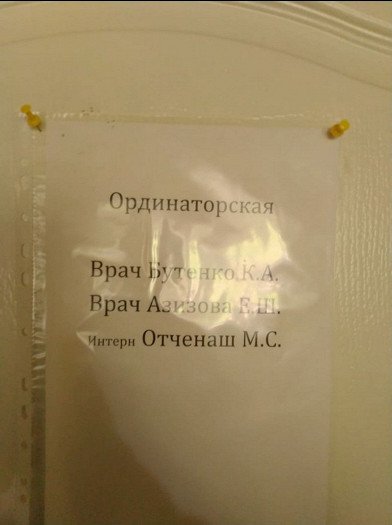 Ординаторская
Врач Бутенко К.А.
Врач Азизова Е.Ш.
Интерн Отченаш М.С.